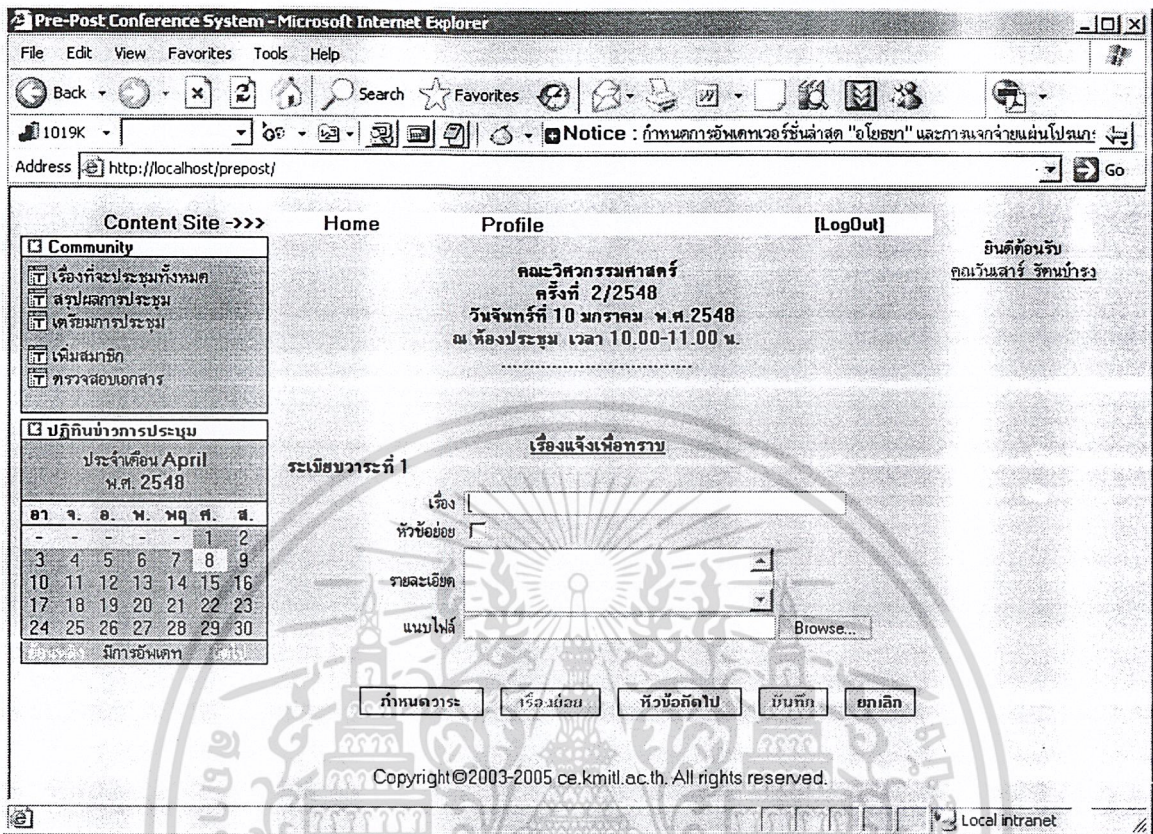 Pre-Post Conference System - Microsoft Internet Explorer
File Edit View Favorites Tools Help
Back Search Favorites
1019K Notice : กำหนดการอัพเดทเวอร์ชั่นล่าสุด "อโยธยา" และการแจกจ่ายแผ่นโปรแก
Address http://localhost/prepost/ Go
Content Site ->>> Home Profile [LogOut]
ยินดีต้อนรับ
คุณวันเสาร์ รัตนบำรุง
Community
เรื่องที่จะประชุมทั้งหมด
สรุปผลการประชุม
เตรียมการประชุม
เพิ่มสมาชิก
ตรวจสอบเอกสาร
คณะวิศวกรรมศาสตร์
ครั้งที่ 2/2548
วันจันทร์ที่ 10 มกราคม พ.ศ.2548
ณ ห้องประชุม เวลา 10.00-11.00 น.
--------------------------------
ปฏิทินข่าวการประชุม
ประจำเดือน April
พ.ศ. 2548
อา จ. อ. พ. พฤ ศ. ส.
- - - - - 1 2
3 4 5 6 7 8 9
10 11 12 13 14 15 16
17 18 19 20 21 22 23
24 25 26 27 28 29 30
มีการอัพเดท
เรื่องแจ้งเพื่อทราบ
ระเบียบวาระที่ 1
เรื่อง
หัวข้อย่อย
รายละเอียด
แนบไฟล์ Browse...
กำหนดวาระ เรื่องย่อย หัวข้อถัดไป บันทึก ยกเลิก
Copyright©2003-2005 ce.kmitl.ac.th. All rights reserved.
Local intranet